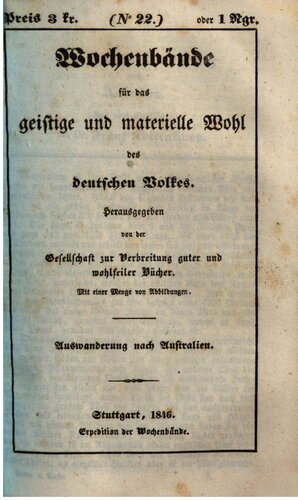 Preis 3 kr. (No 22.) oder 1 Ngr.
Wochenbände
für das
geistige und materielle Wohl
des
deutschen Volkes.
Herausgegeben
von der
Gesellschaft zur Verbreitung guter und
wohlfeiler Bücher.
Mit einer Menge von Abbildungen.
Auswanderung nach Australien.
Stuttgart, 1846.
Expedition der Wochenbände.